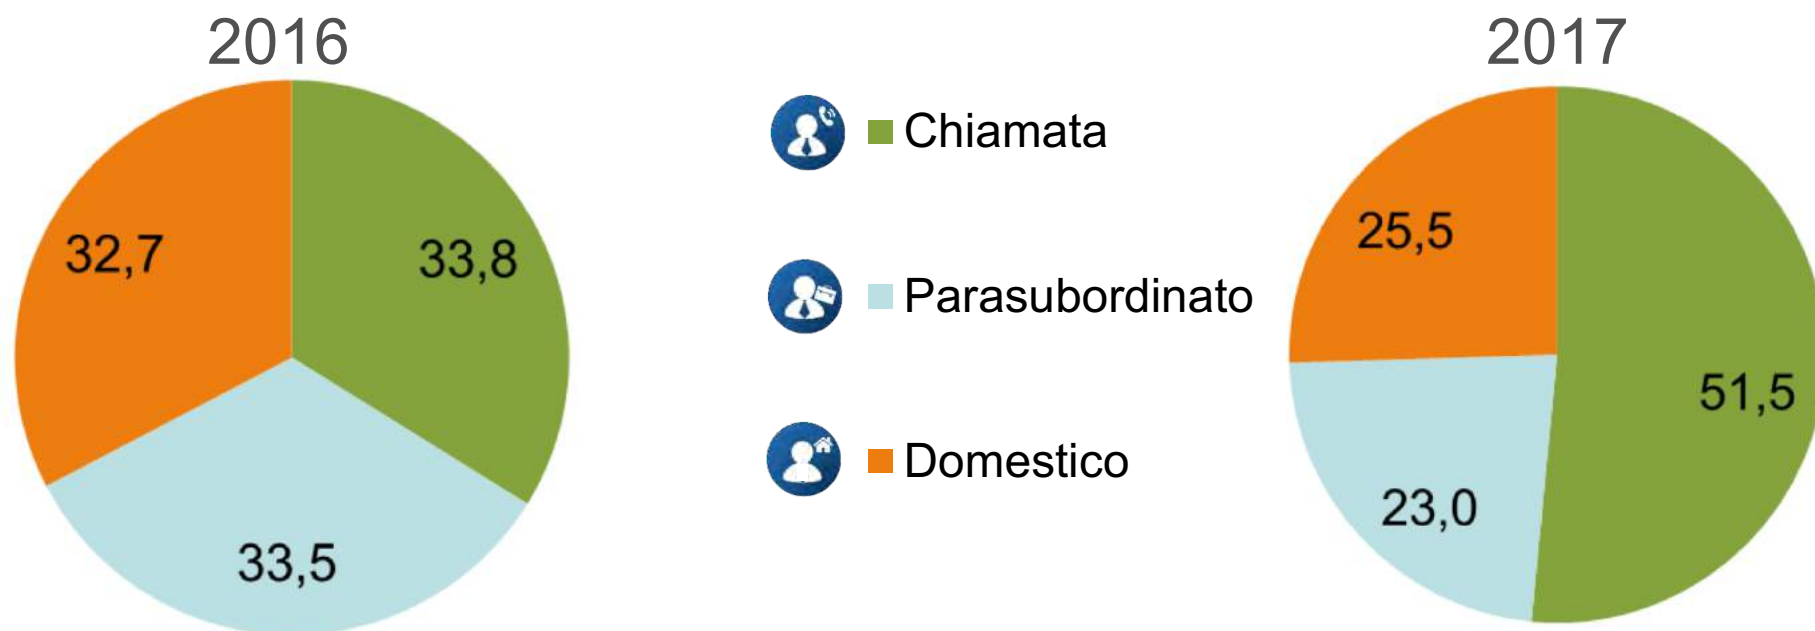 2016
32,7
33,8
33,5
Chiamata
Parasubordinato
Domestico
2017
25,5
51,5
23,0